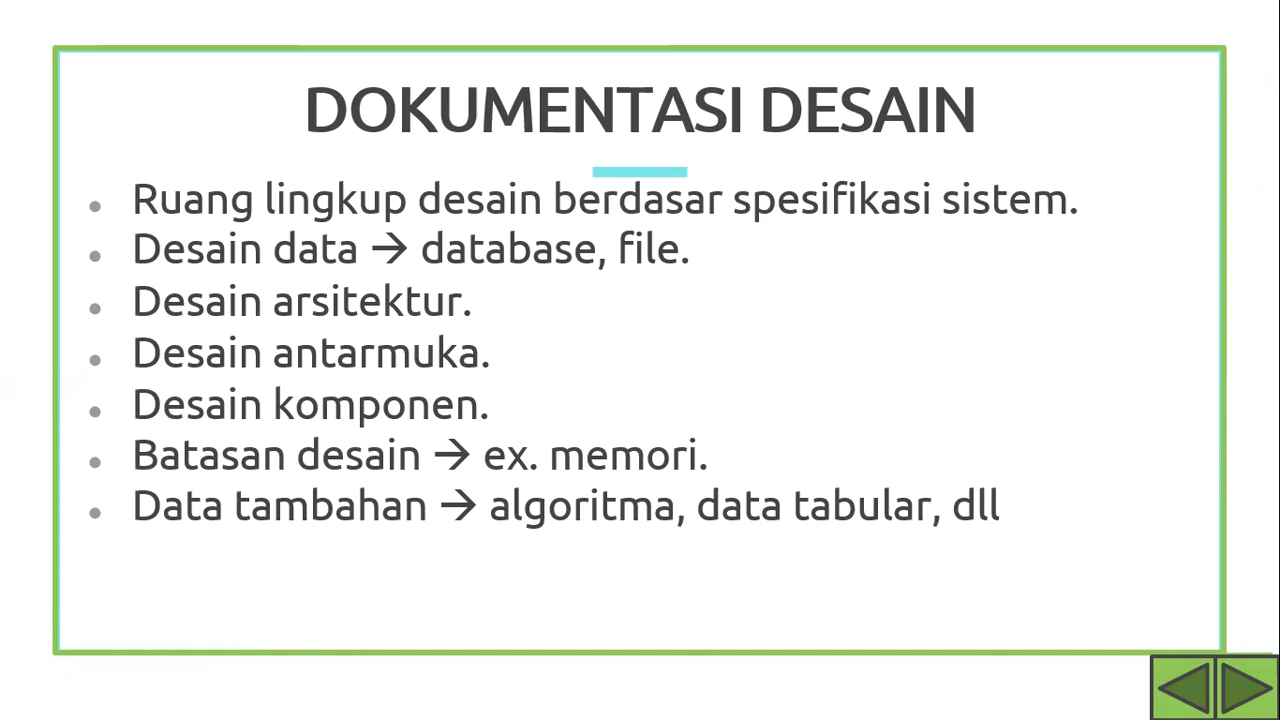 DOKUMENTASI DESAIN
• Ruang lingkup desain berdasar spesifikasi sistem.
• Desain data → database, file.
• Desain arsitektur.
• Desain antarmuka.
• Desain komponen.
• Batasan desain → ex. memori.
• Data tambahan → algoritma, data tabular, dll